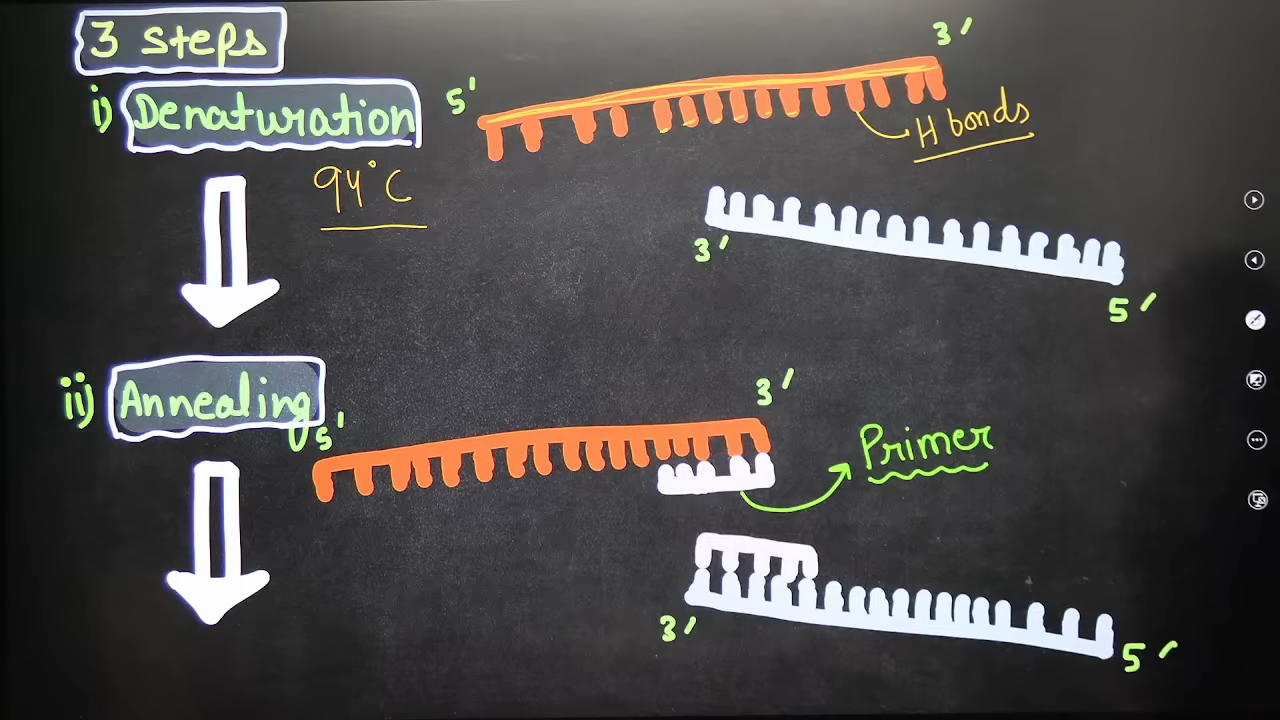 3 steps
i) Denaturation
94°C
5' 3'
H bonds
3' 5'
ii) Annealing
5' 3'
Primer
3' 5'